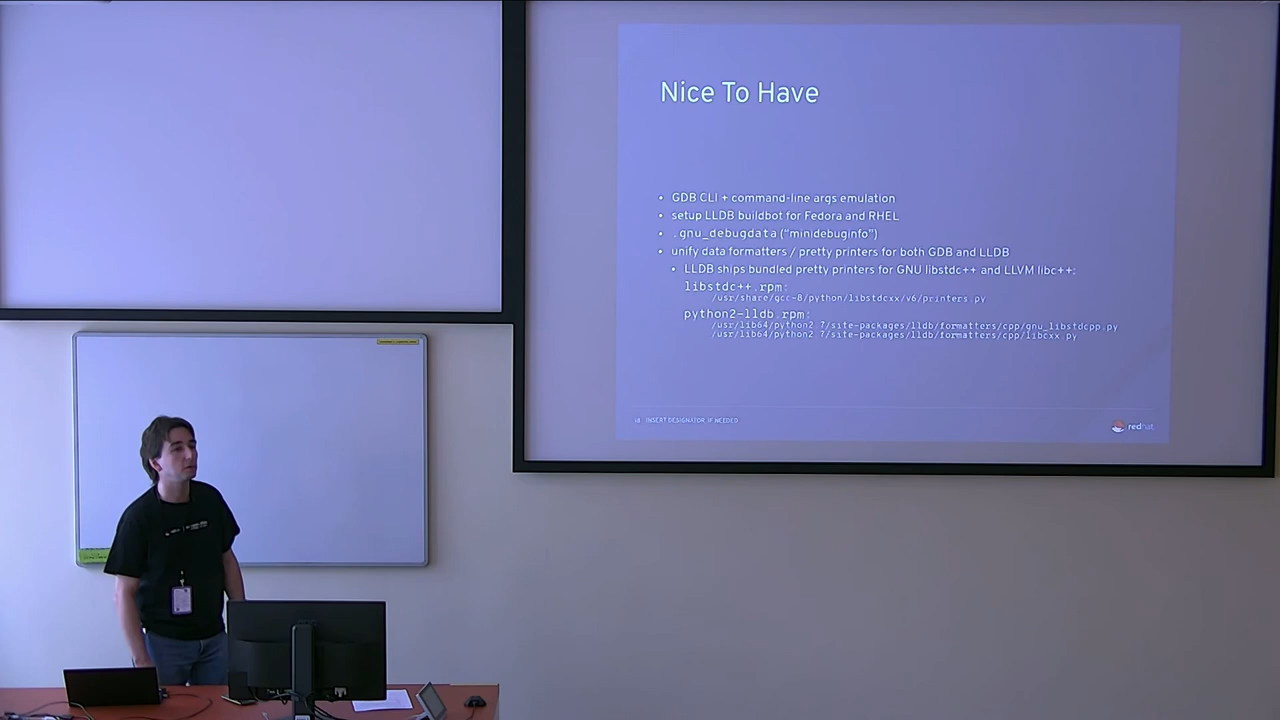 Nice To Have
• GDB CLI + command-line args emulation
• setup LLDB buildbot for Fedora and RHEL
• .gnu_debugdata (“minidebuginfo”)
• unify data formatters / pretty printers for both GDB and LLDB
• LLDB ships bundled pretty printers for GNU libstdc++ and LLVM libc++:
libstdc++.rpm:
/usr/share/gcc-8/python/libstdcxx/v6/printers.py
python2-lldb.rpm:
/usr/lib64/python2.7/site-packages/lldb/formatters/cpp/gnu_libstdcpp.py
/usr/lib64/python2.7/site-packages/lldb/formatters/cpp/libcxx.py
INSERT DESIGNATOR, IF NEEDED
redhat.